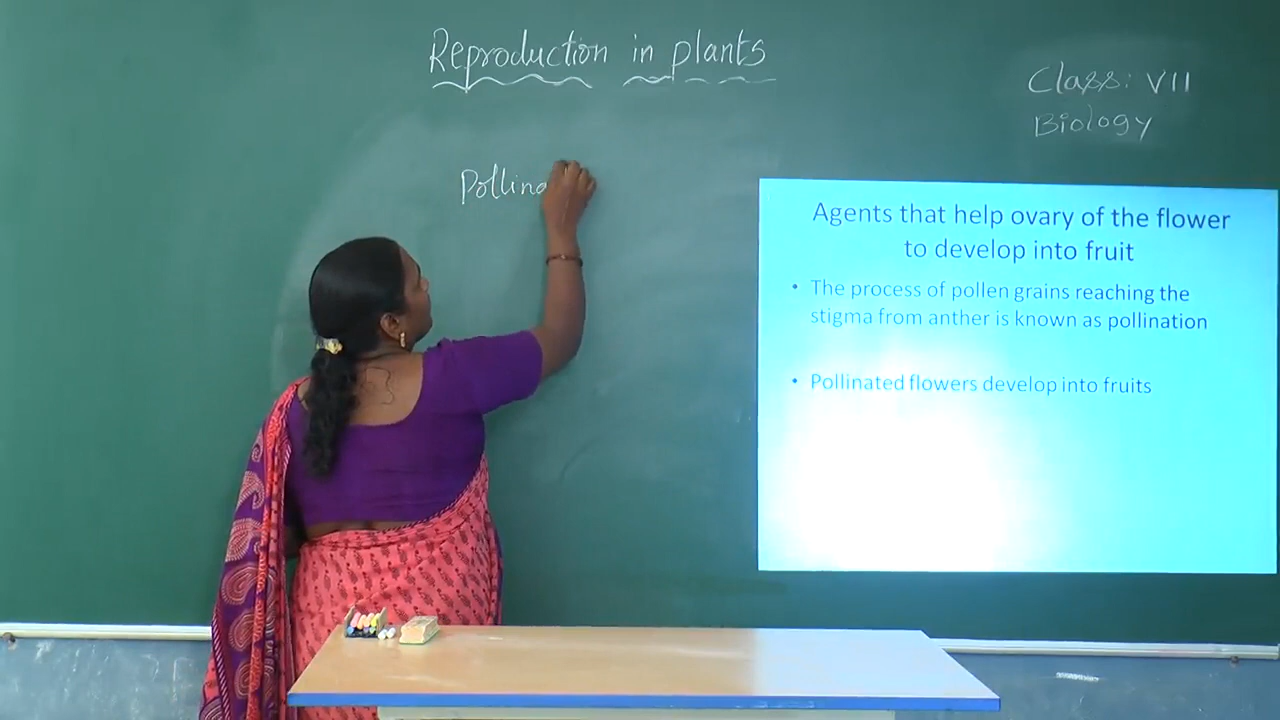 Reproduction in plants
Class: VII
Biology
Pollina
Agents that help ovary of the flower
to develop into fruit
• The process of pollen grains reaching the
stigma from anther is known as pollination
• Pollinated flowers develop into fruits